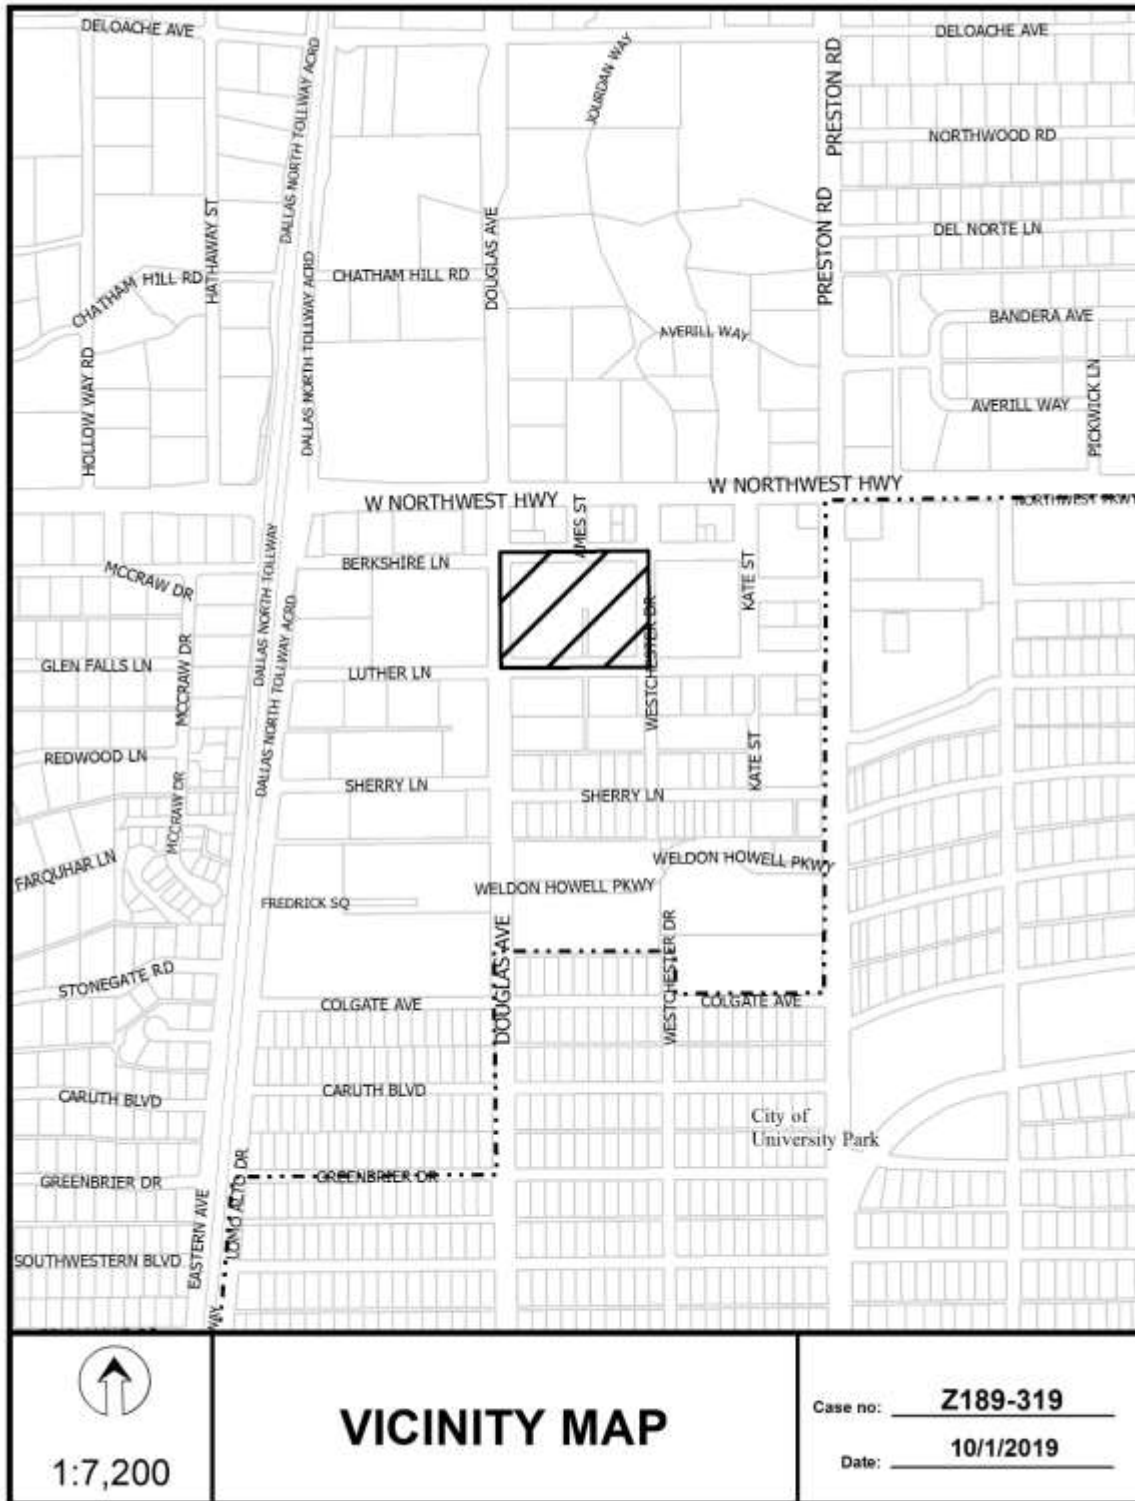 DELOACHE AVE
DELOACHE AVE
JOURDAN WAY
PRESTON RD
DALLAS NORTH TOLLWAY ACRD
NORTHWOOD RD
HATHAWAY ST
DOUGLAS AVE
PRESTON RD
DEL NORTE LN
CHATHAM HILL RD
CHATHAM HILL RD
DALLAS NORTH TOLLWAY ACRD
BANDERA AVE
AVERILL WAY
HOLLOW WAY RD
AVERILL WAY
PICKWICK LN
W NORTHWEST HWY
W NORTHWEST HWY
NORTHWEST PKWY
AMES ST
MCCRAW DR
DALLAS NORTH TOLLWAY
BERKSHIRE LN
KATE ST
DALLAS NORTH TOLLWAY ACRD
WESTCHESTER DR
GLEN FALLS LN
MCCRAW DR
LUTHER LN
REDWOOD LN
KATE ST
MCCRAW DR
SHERRY LN
SHERRY LN
FARQUHAR LN
WELDON HOWELL PKWY
WELDON HOWELL PKWY
FREDRICK SQ
DOUGLAS AVE
WESTCHESTER DR
STONEGATE RD
COLGATE AVE
COLGATE AVE
CARUTH BLVD
CARUTH BLVD
City of
University Park
GREENBRIER DR
GREENBRIER DR
LOMO ALTO DR
EASTERN AVE
SOUTHWESTERN BLVD
WAY
1:7,200
VICINITY MAP
Case no: Z189-319
Date: 10/1/2019